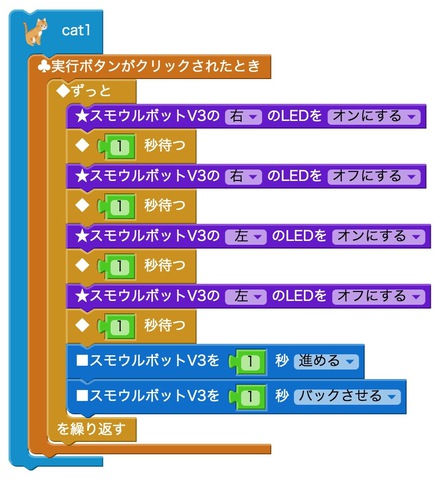 cat1
♣実行ボタンがクリックされたとき
◆ずっと
★スモウルボットV3の 右 のLEDを オンにする
◆ 1 秒待つ
★スモウルボットV3の 右 のLEDを オフにする
◆ 1 秒待つ
★スモウルボットV3の 左 のLEDを オンにする
◆ 1 秒待つ
★スモウルボットV3の 左 のLEDを オフにする
◆ 1 秒待つ
■スモウルボットV3を 1 秒 進める
■スモウルボットV3を 1 秒 バックさせる
を繰り返す